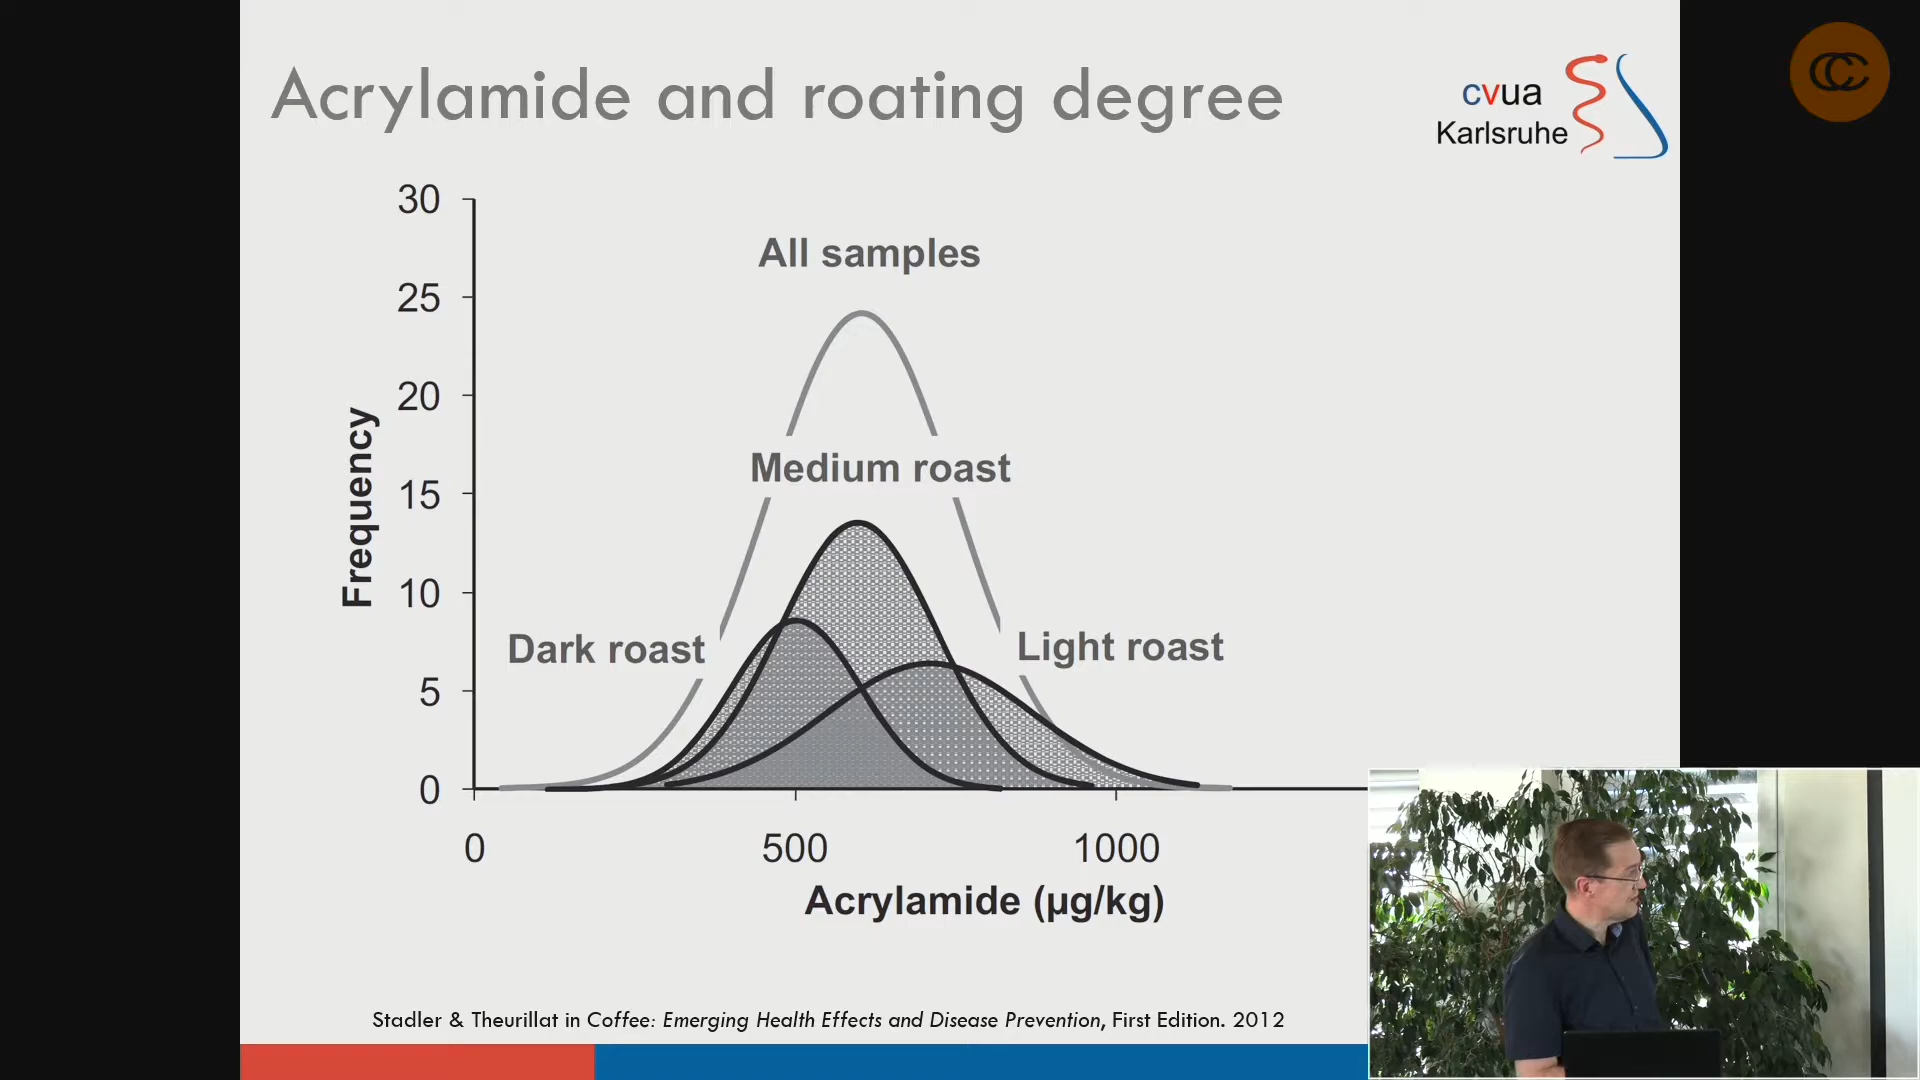 Acrylamide and roating degree
cvua
Karlsruhe
30
25
20
15
10
5
0
Frequency
All samples
Medium roast
Dark roast
Light roast
0
500
1000
Acrylamide (µg/kg)
Stadler & Theurillat in Coffee: Emerging Health Effects and Disease Prevention, First Edition. 2012